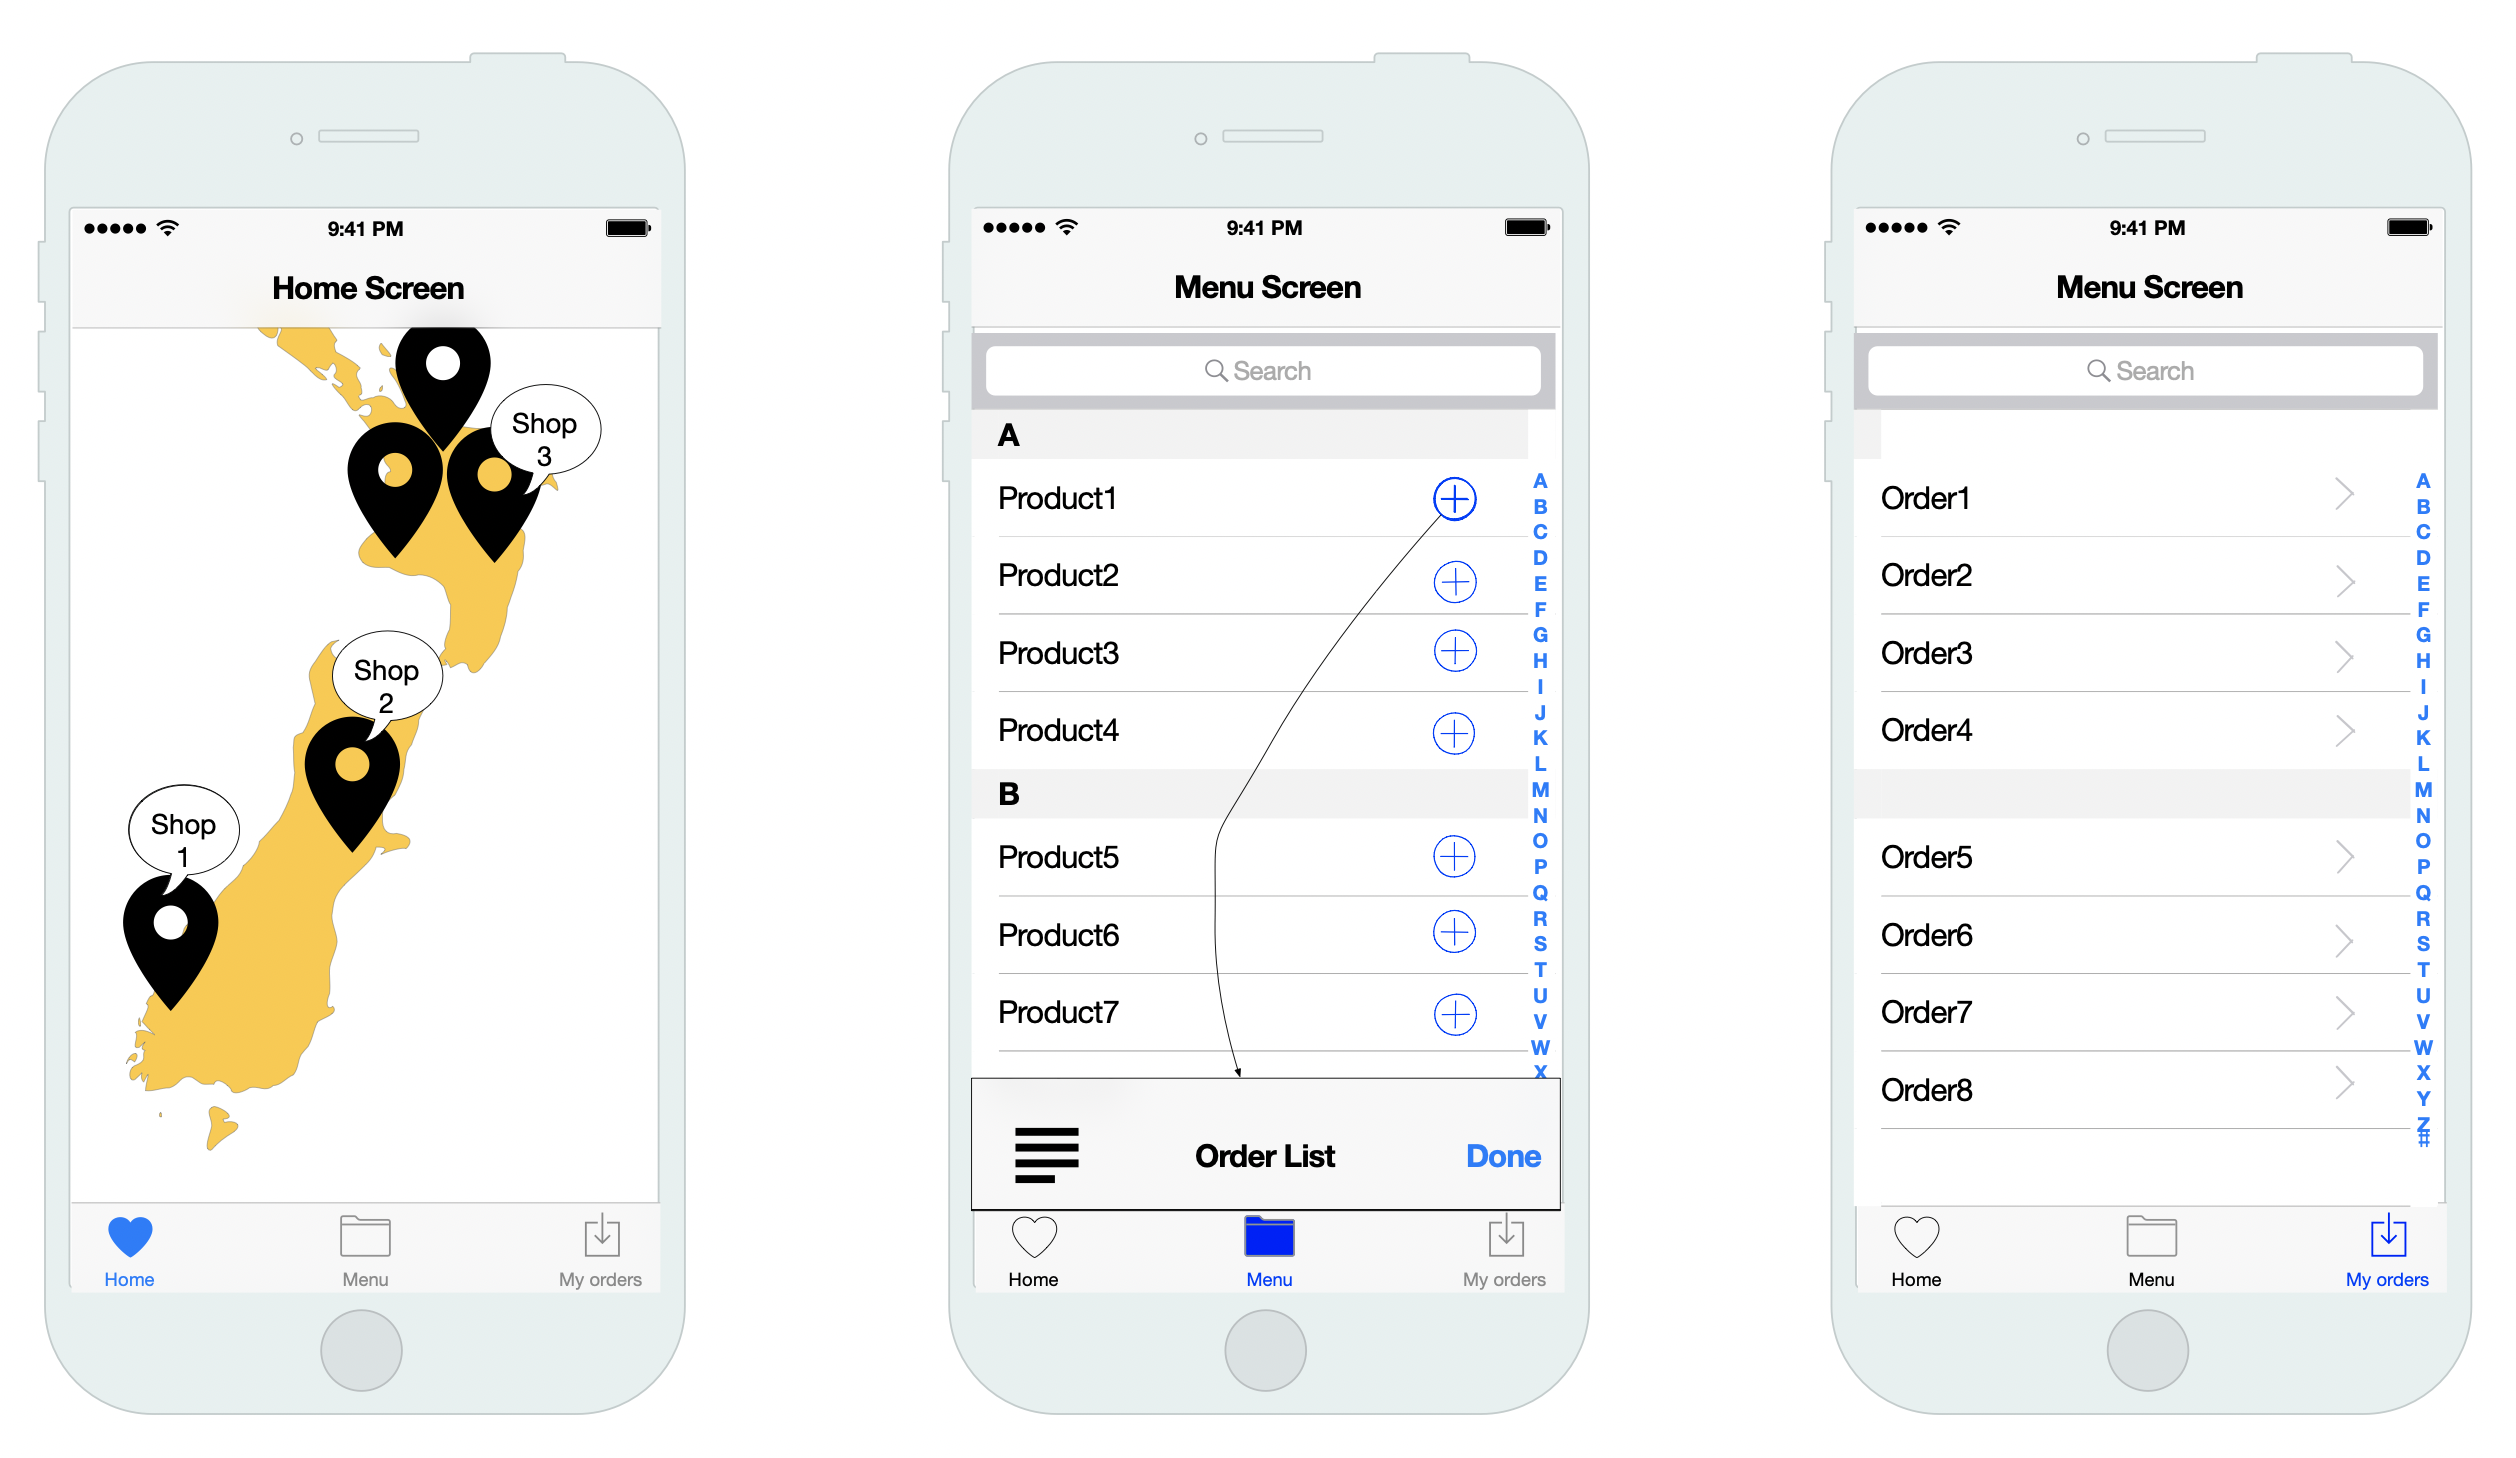 9:41 PM
Home Screen
Shop
3
Shop
2
Shop
1
Home
Menu
My orders
9:41 PM
Menu Screen
Search
A
Product1
Product2
Product3
Product4
B
Product5
Product6
Product7
A
B
C
D
E
F
G
H
I
J
K
L
M
N
O
P
Q
R
S
T
U
V
W
X
Order List
Done
Home
Menu
My orders
9:41 PM
Menu Screen
Search
Order1
Order2
Order3
Order4
Order5
Order6
Order7
Order8
A
B
C
D
E
F
G
H
I
J
K
L
M
N
O
P
Q
R
S
T
U
V
W
X
Y
Z
#
Home
Menu
My orders